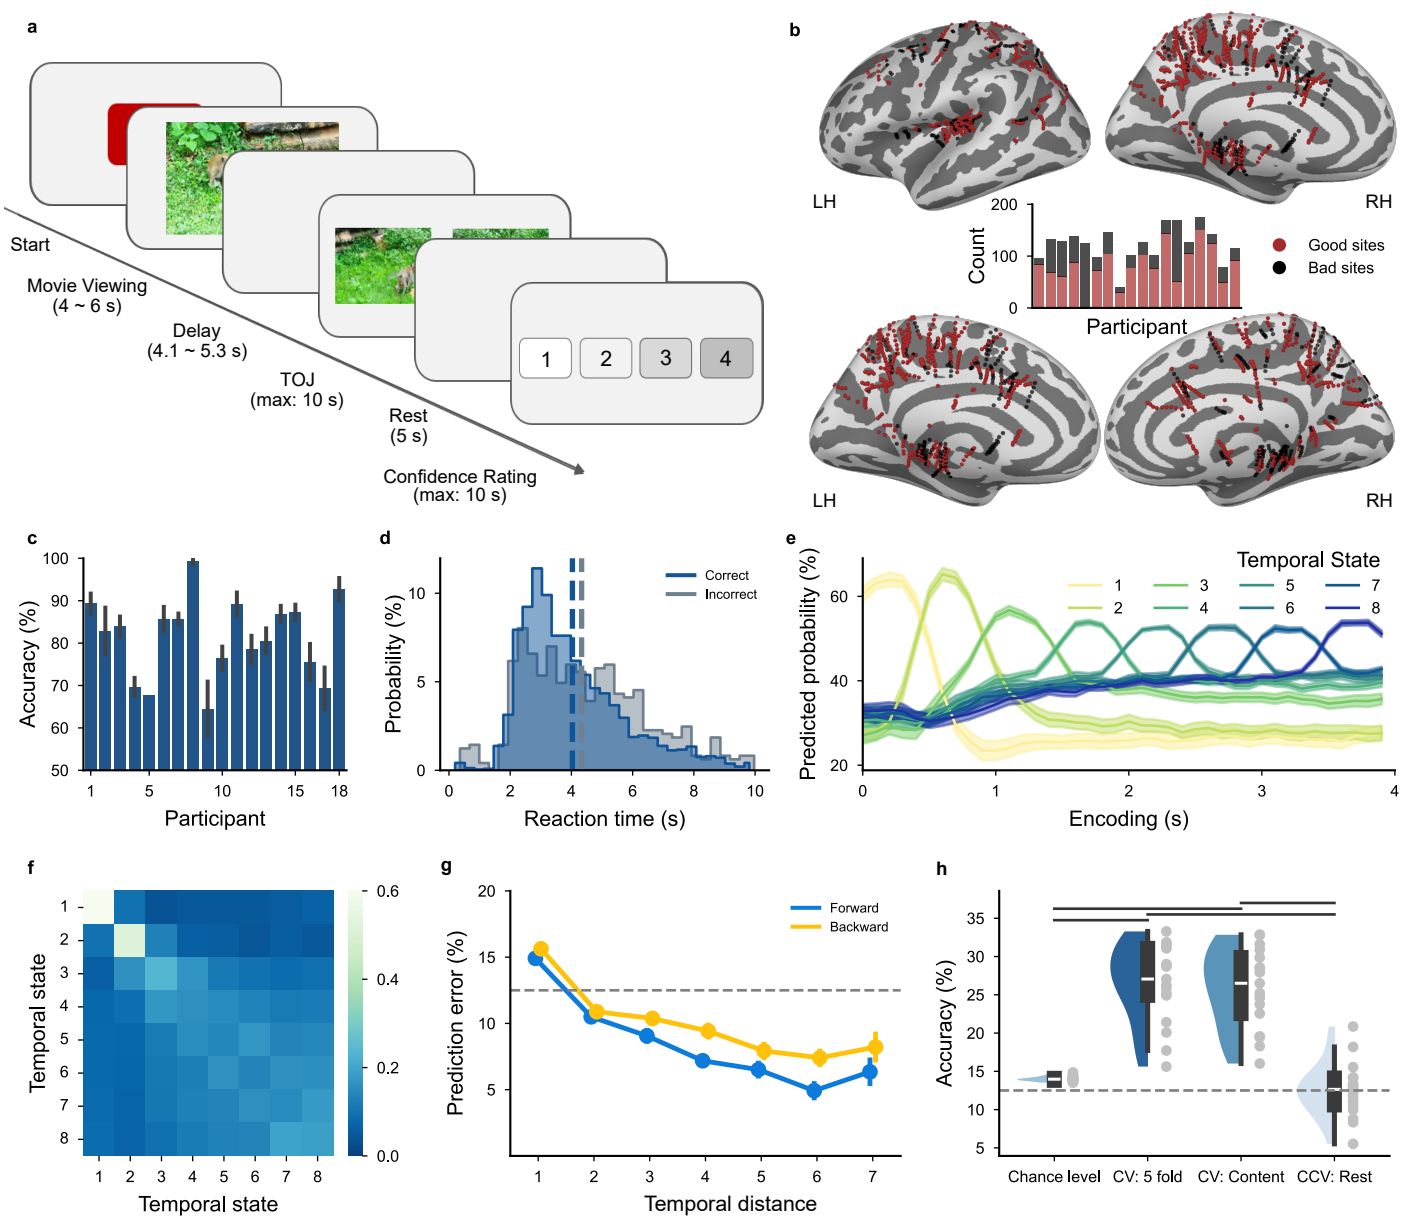 a
Start
Movie Viewing
(4 ~ 6 s)
Delay
(4.1 ~ 5.3 s)
TOJ
(max: 10 s)
Rest
(5 s)
Confidence Rating
(max: 10 s)
1 2 3 4
b
LH
RH
200
100
0
Count
Participant
Good sites
Bad sites
LH
RH
c
100
90
80
70
60
50
Accuracy (%)
1 5 10 15 18
Participant
d
10
5
0
Probability (%)
Correct
Incorrect
0 2 4 6 8 10
Reaction time (s)
e
60
40
20
Predicted probability (%)
Temporal State
1 3 5 7
2 4 6 8
0 1 2 3 4
Encoding (s)
f
1
2
3
4
5
6
7
8
Temporal state
1 2 3 4 5 6 7 8
Temporal state
0.6
0.4
0.2
0.0
g
20
15
10
5
Prediction error (%)
Forward
Backward
1 2 3 4 5 6 7
Temporal distance
h
35
30
25
20
15
10
5
Accuracy (%)
Chance level CV: 5 fold CV: Content CCV: Rest